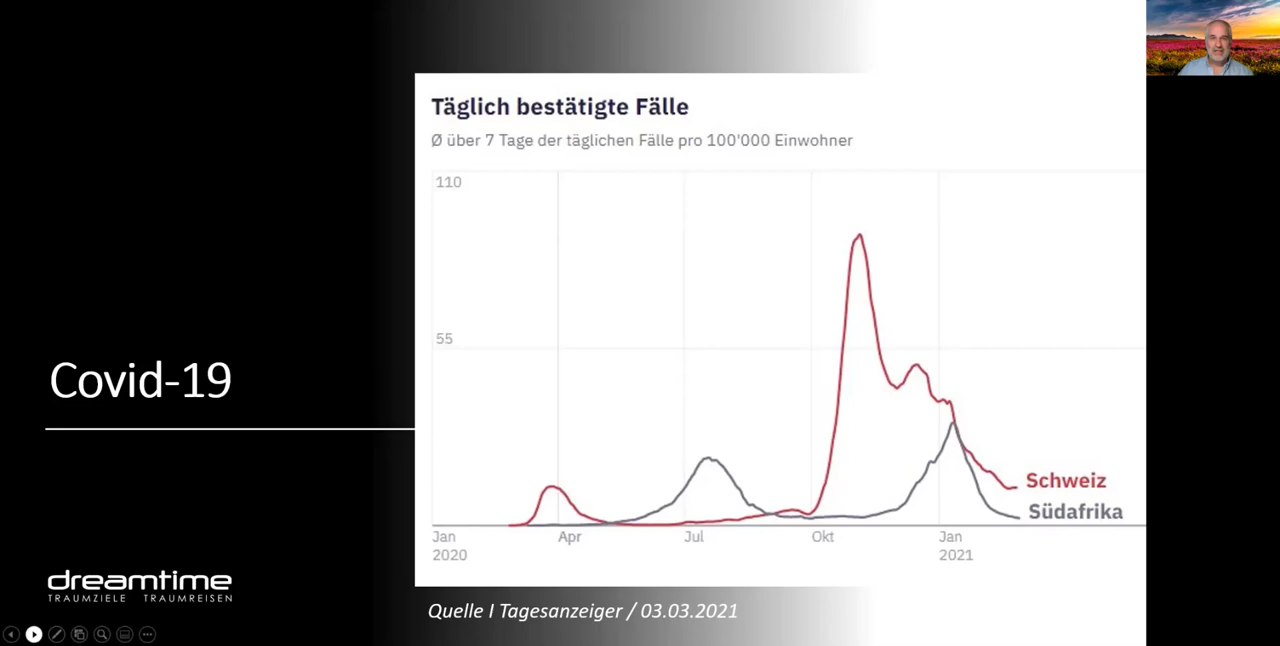 Täglich bestätigte Fälle
Ø über 7 Tage der täglichen Fälle pro 100'000 Einwohner
110
55
Covid-19
Schweiz
Südafrika
Jan Apr Jul Okt Jan
2020 2021
dreamtime
TRAUMZIELE TRAUMREISEN
Quelle I Tagesanzeiger / 03.03.2021